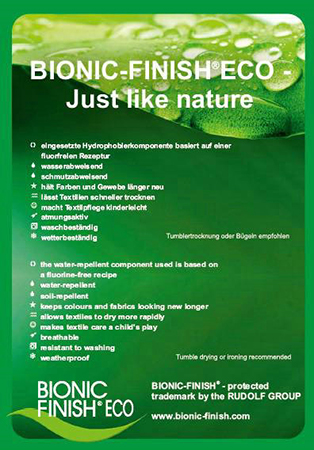 BIONIC-FINISH®ECO -
Just like nature
eingesetzte Hydrophobierkomponente basiert auf einer
fluorfreien Rezeptur
wasserabweisend
schmutzabweisend
hält Farben und Gewebe länger neu
lässt Textilien schneller trocknen
macht Textilpflege kinderleicht
atmungsaktiv
waschbeständig
wetterbeständig
Tumblertrocknung oder Bügeln empfohlen
the water-repellent component used is based on
a fluorine-free recipe
water-repellent
soil-repellent
keeps colours and fabrics looking new longer
allows textiles to dry more rapidly
makes textile care a child's play
breathable
resistant to washing
weatherproof
Tumble drying or ironing recommended
BIONIC
FINISH®ECO
BIONIC-FINISH® - protected
trademark by the RUDOLF GROUP
www.bionic-finish.com